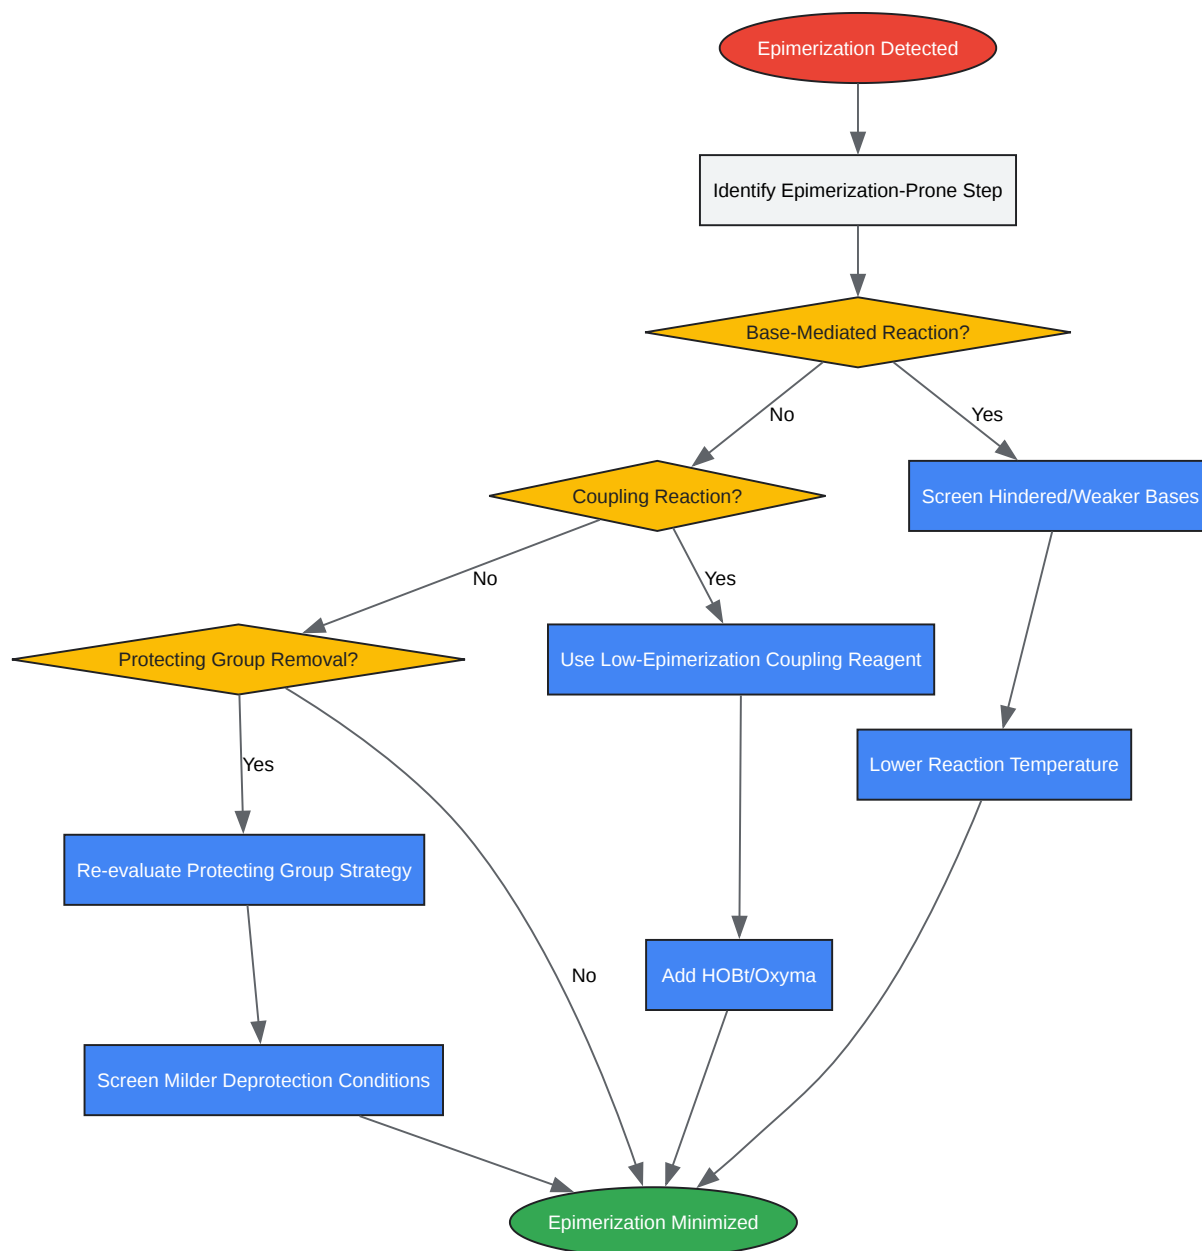 Epimerization Detected
Identify Epimerization-Prone Step
Base-Mediated Reaction?
No
Yes
Coupling Reaction?
Screen Hindered/Weaker Bases
No
Yes
Protecting Group Removal?
Use Low-Epimerization Coupling Reagent
Yes
Lower Reaction Temperature
Re-evaluate Protecting Group Strategy
No
Add HOBt/Oxyma
Screen Milder Deprotection Conditions
Epimerization Minimized